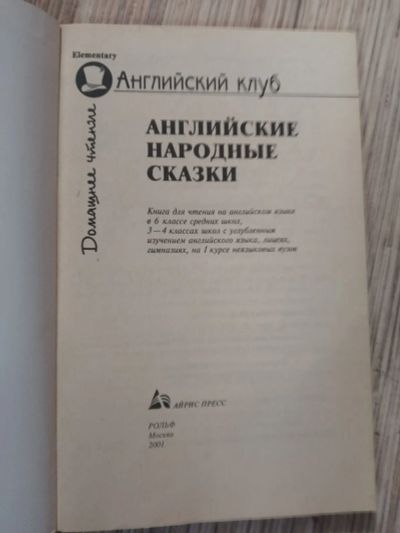 Elementary
Английский клуб
Домашнее чтение
АНГЛИЙСКИЕ
НАРОДНЫЕ
СКАЗКИ
Книга для чтения на английском языке
в 6 классе средних школ,
3—4 классах школ с углубленным
изучением английского языка, лицеях,
гимназиях, на 1 курсе неязыковых вузов
АЙРИС ПРЕСС
РОЛЬФ
Москва
2001